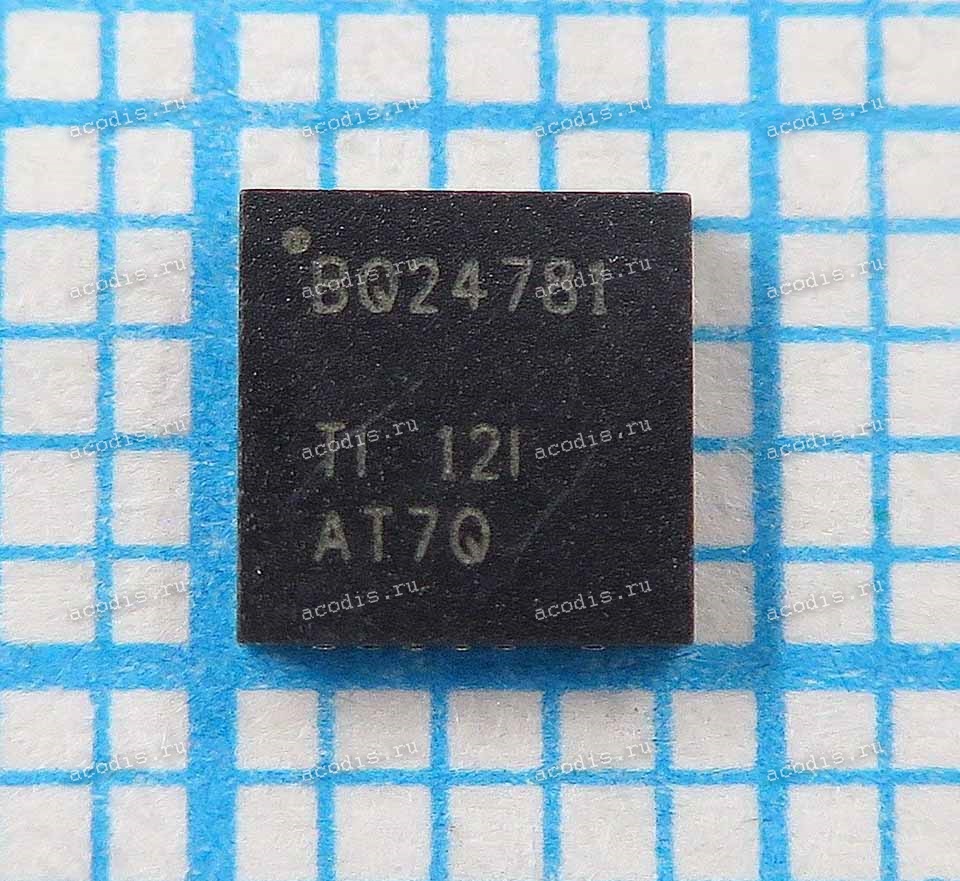 BQ24781
TI 12I
AT7Q
acodis.ru